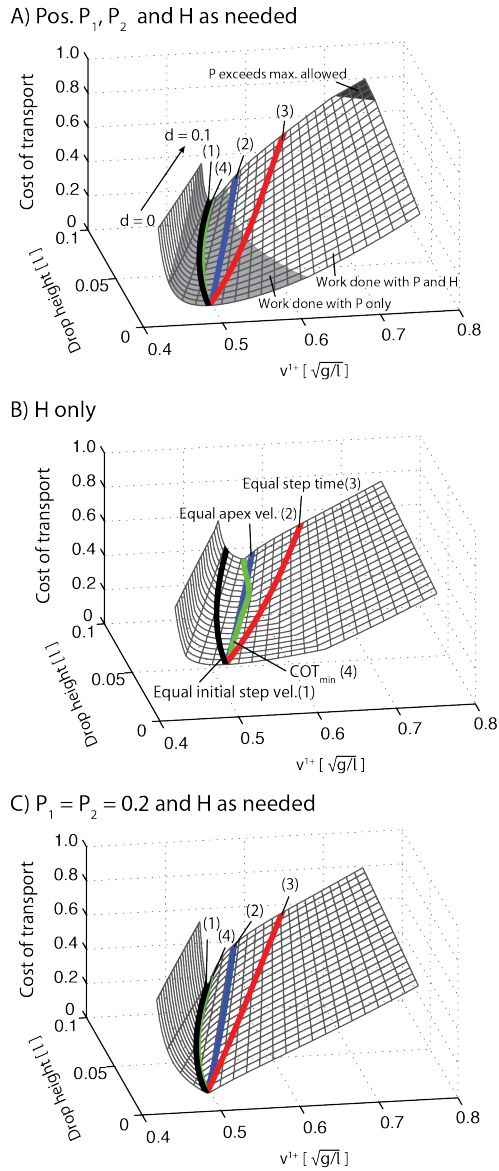 A) Pos. P1, P2 and H as needed
1.0
0.8
0.6
0.4
0.2
0
Cost of transport
P exceeds max. allowed
d = 0.1
d = 0
(1)
(4)
(2)
(3)
0.1
0.05
0
Drop height [ l ]
Work done with P and H
Work done with P only
0.4
0.5
0.6
0.7
0.8
v¹⁺ [ √g/l ]
B) H only
1.0
0.8
0.6
0.4
0.2
0
Cost of transport
Equal step time(3)
Equal apex vel. (2)
COTmin (4)
Equal initial step vel.(1)
0.1
0.05
0
Drop height [ l ]
0.4
0.5
0.6
0.7
0.8
v¹⁺ [ √g/l ]
C) P1 = P2 = 0.2 and H as needed
1.0
0.8
0.6
0.4
0.2
0
Cost of transport
(1)
(4)
(2)
(3)
0.1
0.05
0
Drop height [ l ]
0.4
0.5
0.6
0.7
0.8
v¹⁺ [ √g/l ]